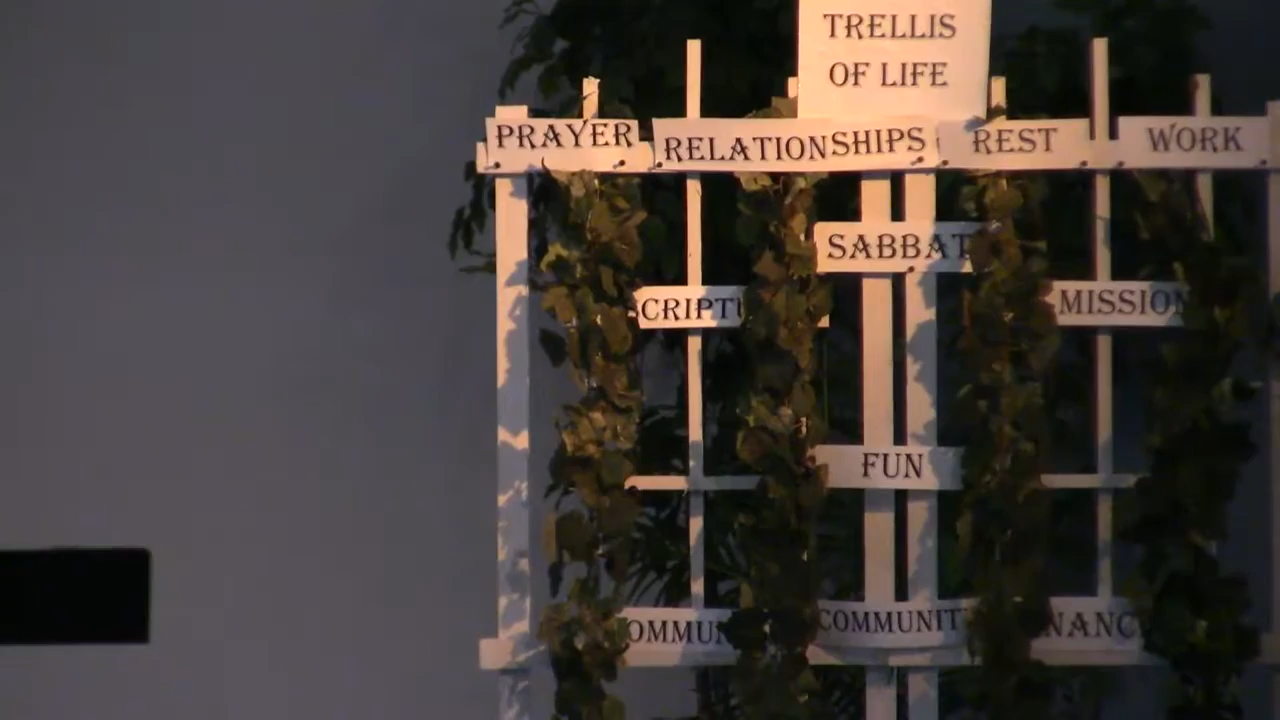 TRELLIS
OF LIFE
PRAYER RELATIONSHIPS REST WORK
SABBAT
CRIPTU MISSION
FUN
OMMUN COMMUNIT NANC